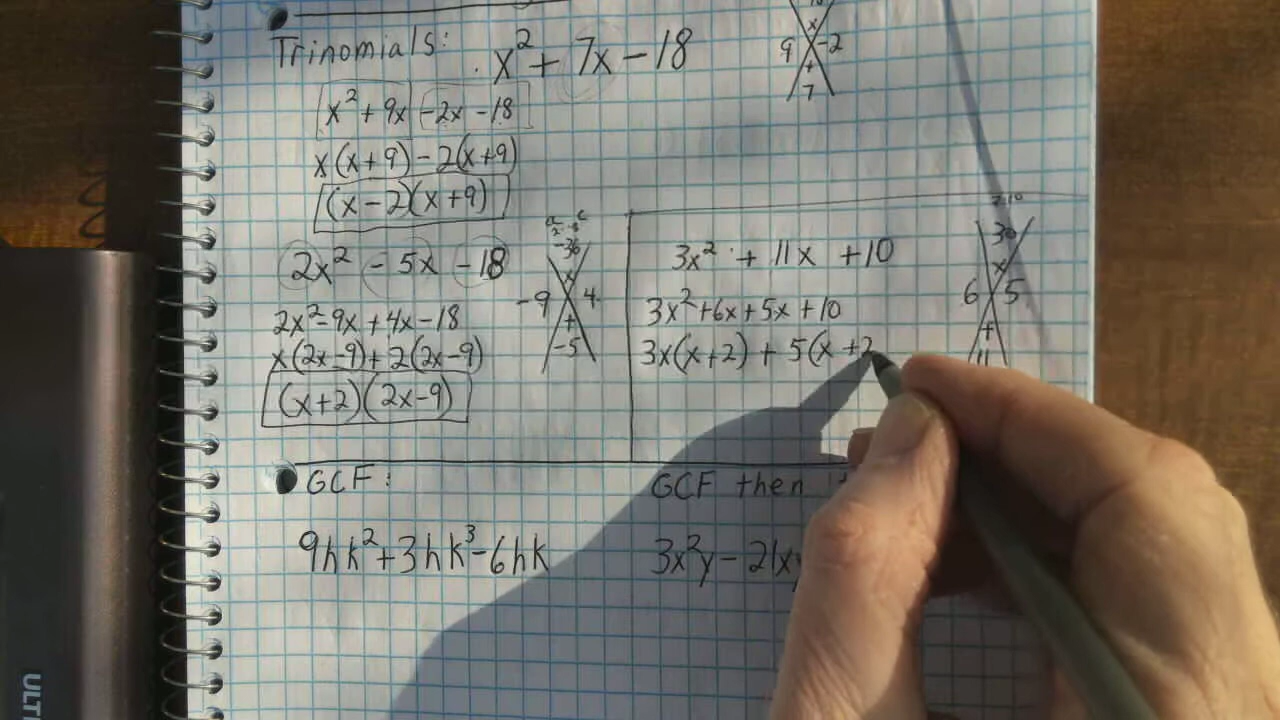 Trinomials: x² + 7x - 18
x
9 -2
+
7
x² + 9x - 2x - 18
x(x+9) - 2(x+9)
(x-2)(x+9)
2x² - 5x - 18
-36
x
-9 4
+
-5
2x² - 9x + 4x - 18
x(2x-9) + 2(2x-9)
(x+2)(2x-9)
3x² + 11x + 10
30
x
6 5
+
11
3x² + 6x + 5x + 10
3x(x+2) + 5(x+2
GCF:
9hk² + 3hk³ - 6hk
GCF then
3x²y - 21x
ULT